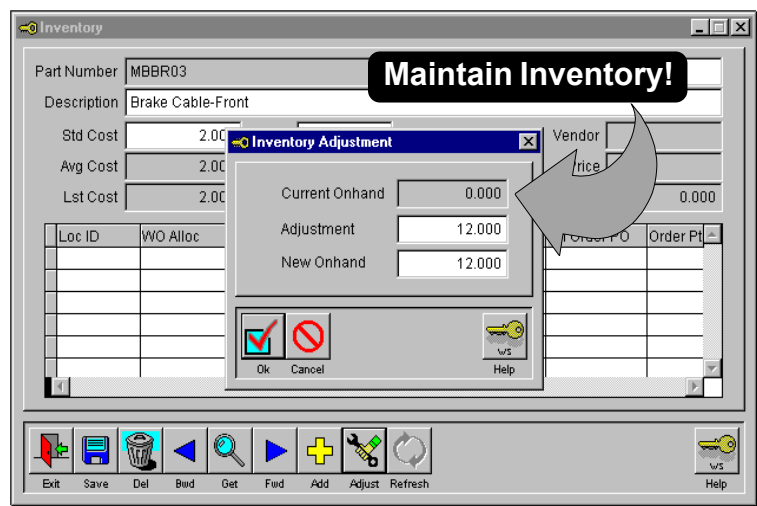 Inventory
Maintain Inventory!
Part Number MBBR03
Description Brake Cable-Front
Std Cost 2.00
Vendor
Inventory Adjustment
Avg Cost 2.00
Price
Lst Cost 2.00
0.000
Current Onhand 0.000
Adjustment 12.000
New Onhand 12.000
Loc ID WO Alloc Order Pt
Ok Cancel WS Help
Exit Save Del Bwd Get Fwd Add Adjust Refresh WS Help